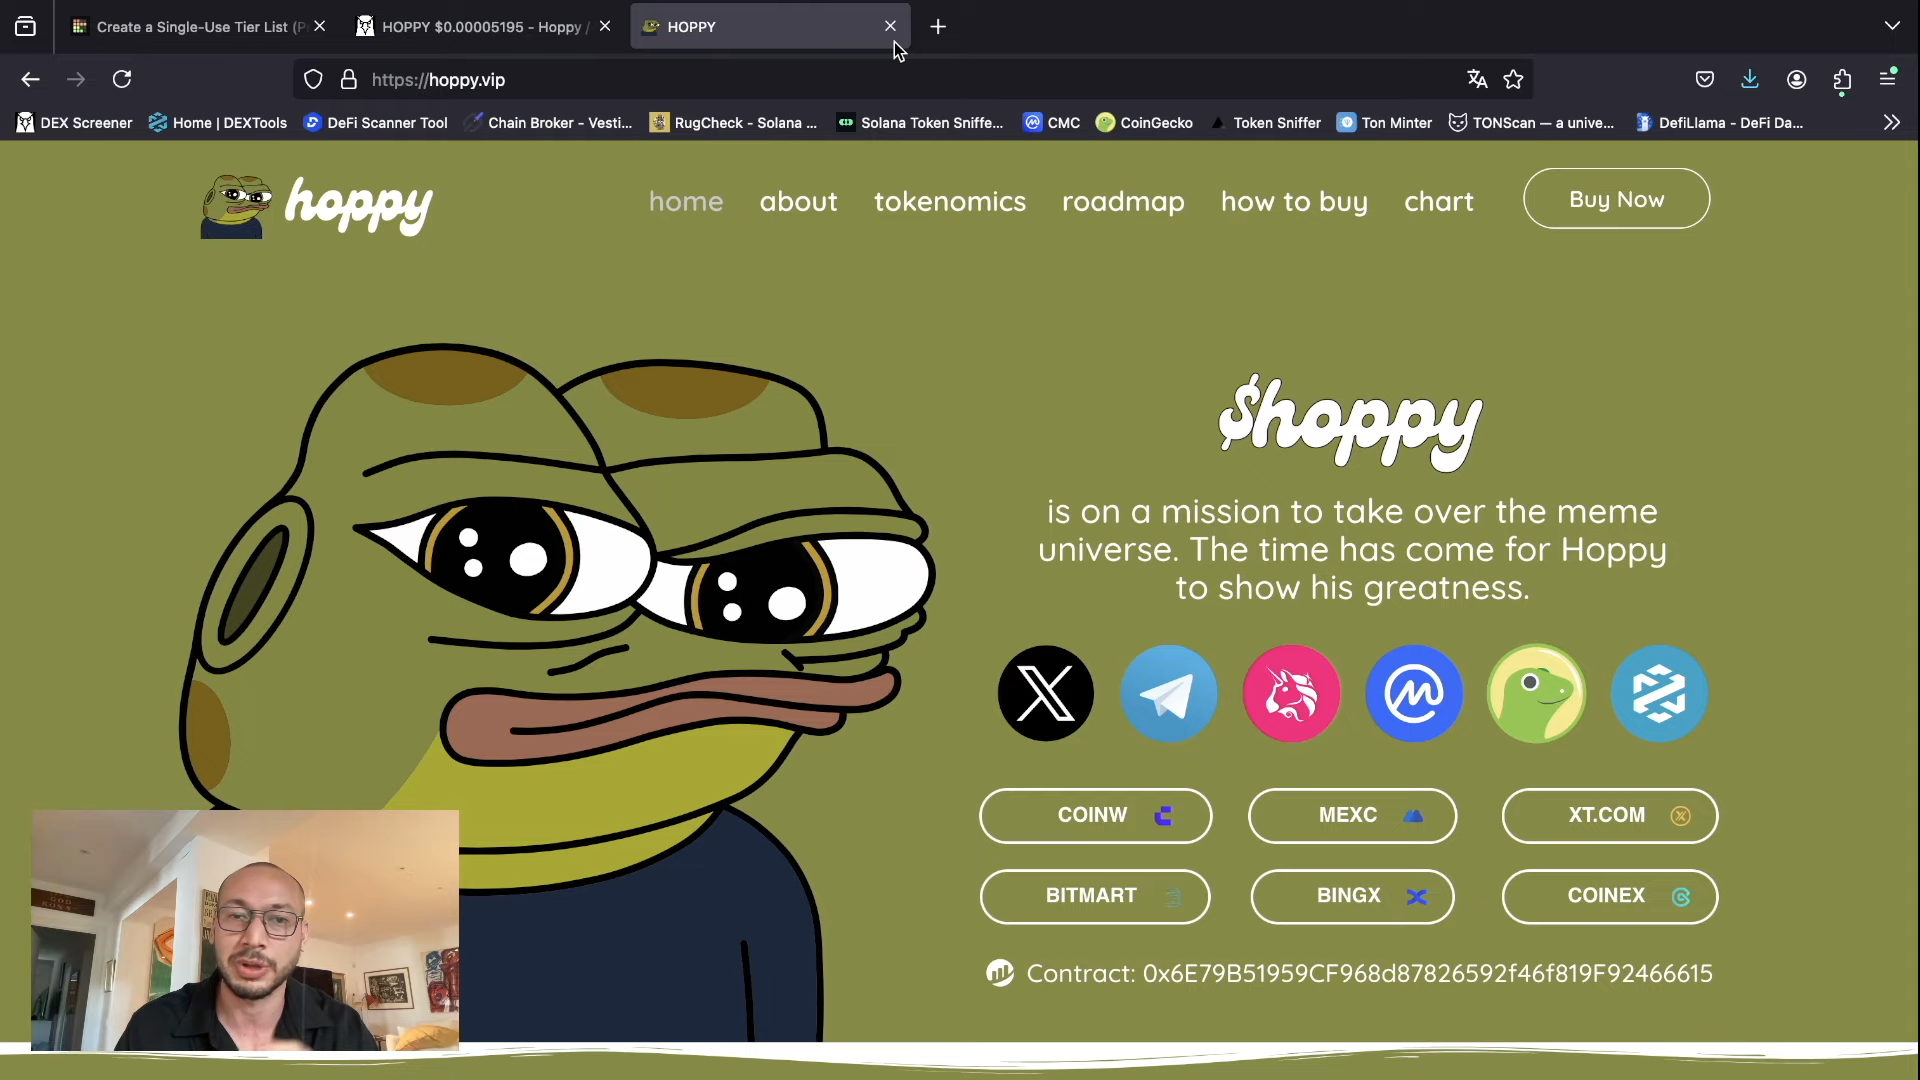 Create a Single-Use Tier List (P
HOPPY $0.00005195 - Hoppy /
HOPPY
https://hoppy.vip
DEX Screener
Home | DEXTools
DeFi Scanner Tool
Chain Broker - Vesti...
RugCheck - Solana ...
Solana Token Sniffe...
CMC
CoinGecko
Token Sniffer
Ton Minter
TONScan — a unive...
DefiLlama - DeFi Da...
hoppy
home
about
tokenomics
roadmap
how to buy
chart
Buy Now
$hoppy
is on a mission to take over the meme
universe. The time has come for Hoppy
to show his greatness.
COINW
MEXC
XT.COM
BITMART
BINGX
COINEX
Contract: 0x6E79B51959CF968d87826592f46f819F92466615